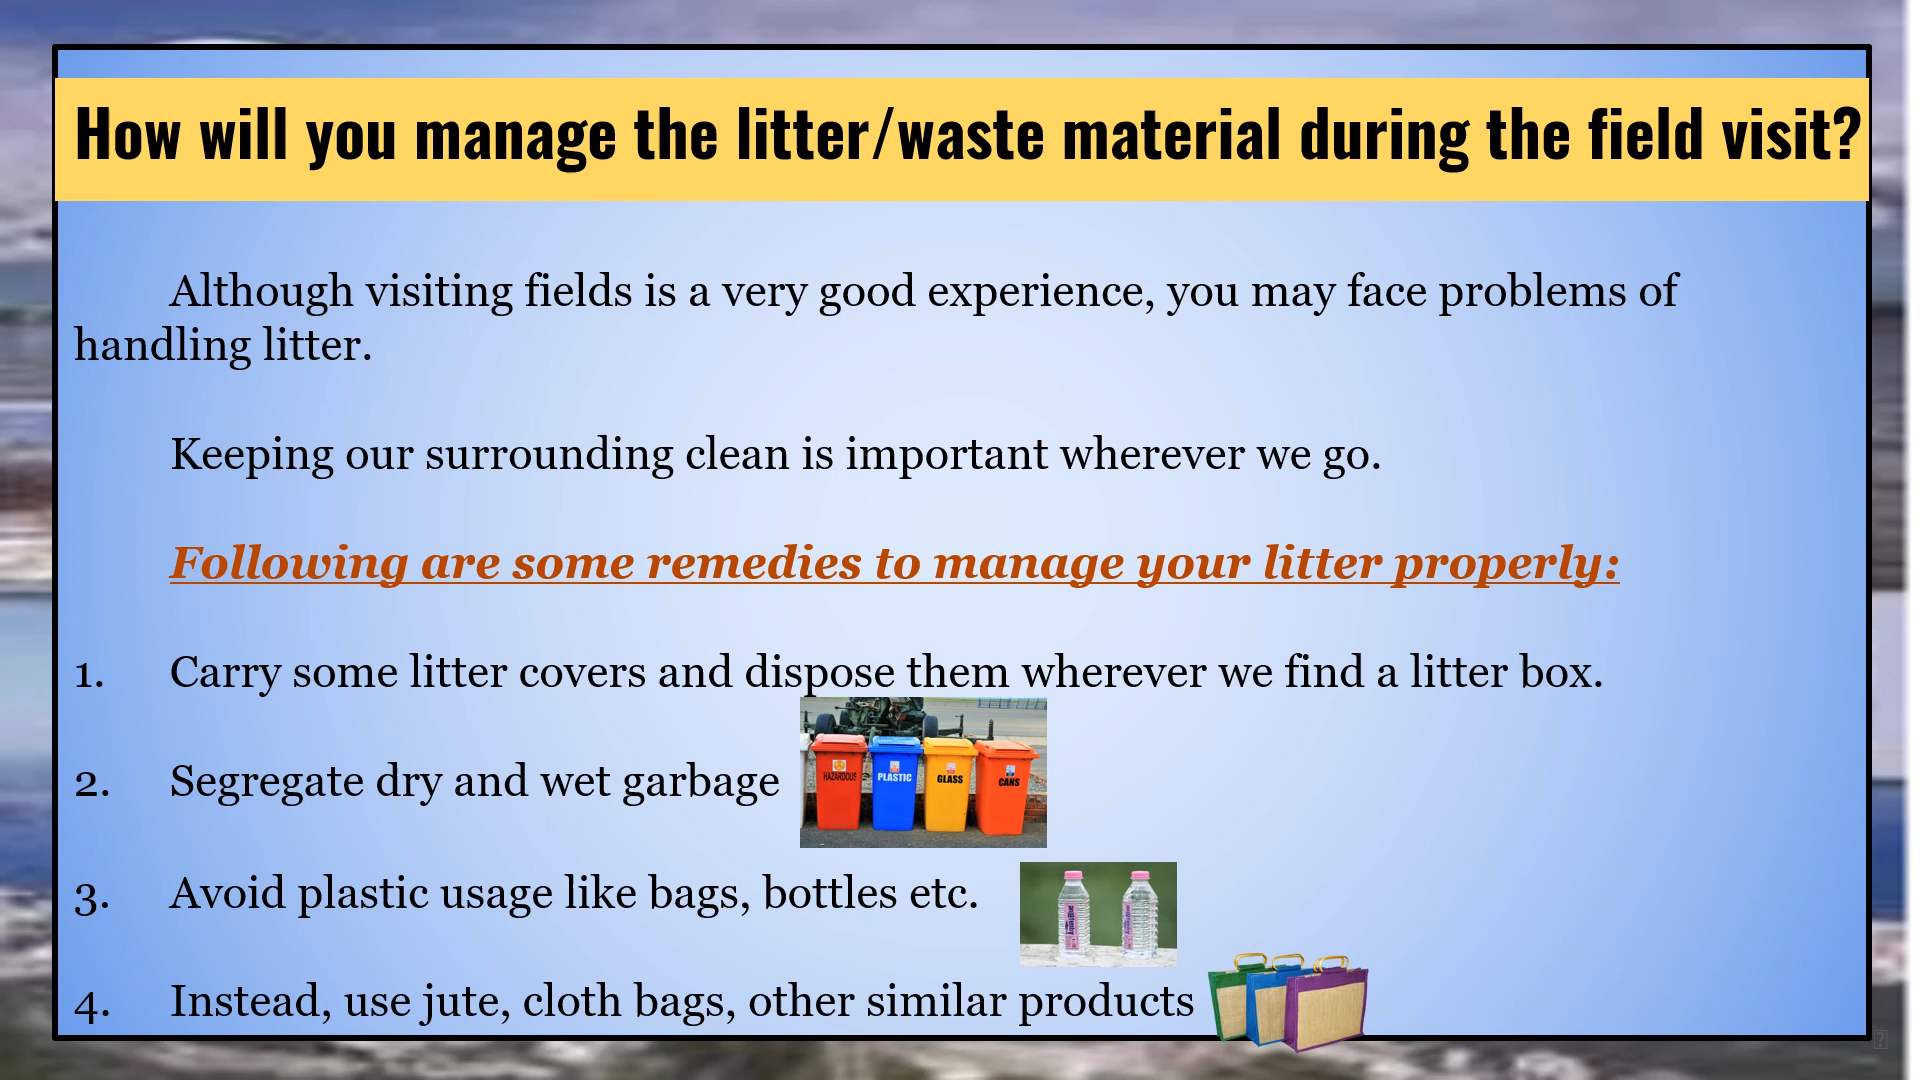 How will you manage the litter/waste material during the field visit?
Although visiting fields is a very good experience, you may face problems of
handling litter.
Keeping our surrounding clean is important wherever we go.
Following are some remedies to manage your litter properly:
1. Carry some litter covers and dispose them wherever we find a litter box.
2. Segregate dry and wet garbage
HAZARDOUS PLASTIC GLASS CANS
3. Avoid plastic usage like bags, bottles etc.
4. Instead, use jute, cloth bags, other similar products